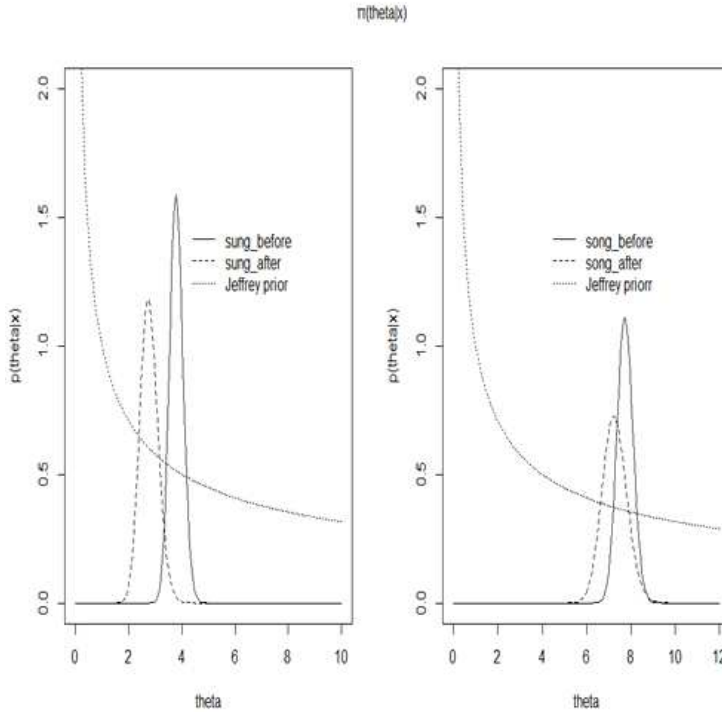 π(theta|x)
p(theta|x)
2.0
1.5
1.0
0.5
0.0
sung_before
sung_after
Jeffrey prior
0 2 4 6 8 10
theta
p(theta|x)
2.0
1.5
1.0
0.5
0.0
song_before
song_after
Jeffrey priorr
0 2 4 6 8 10 12
theta